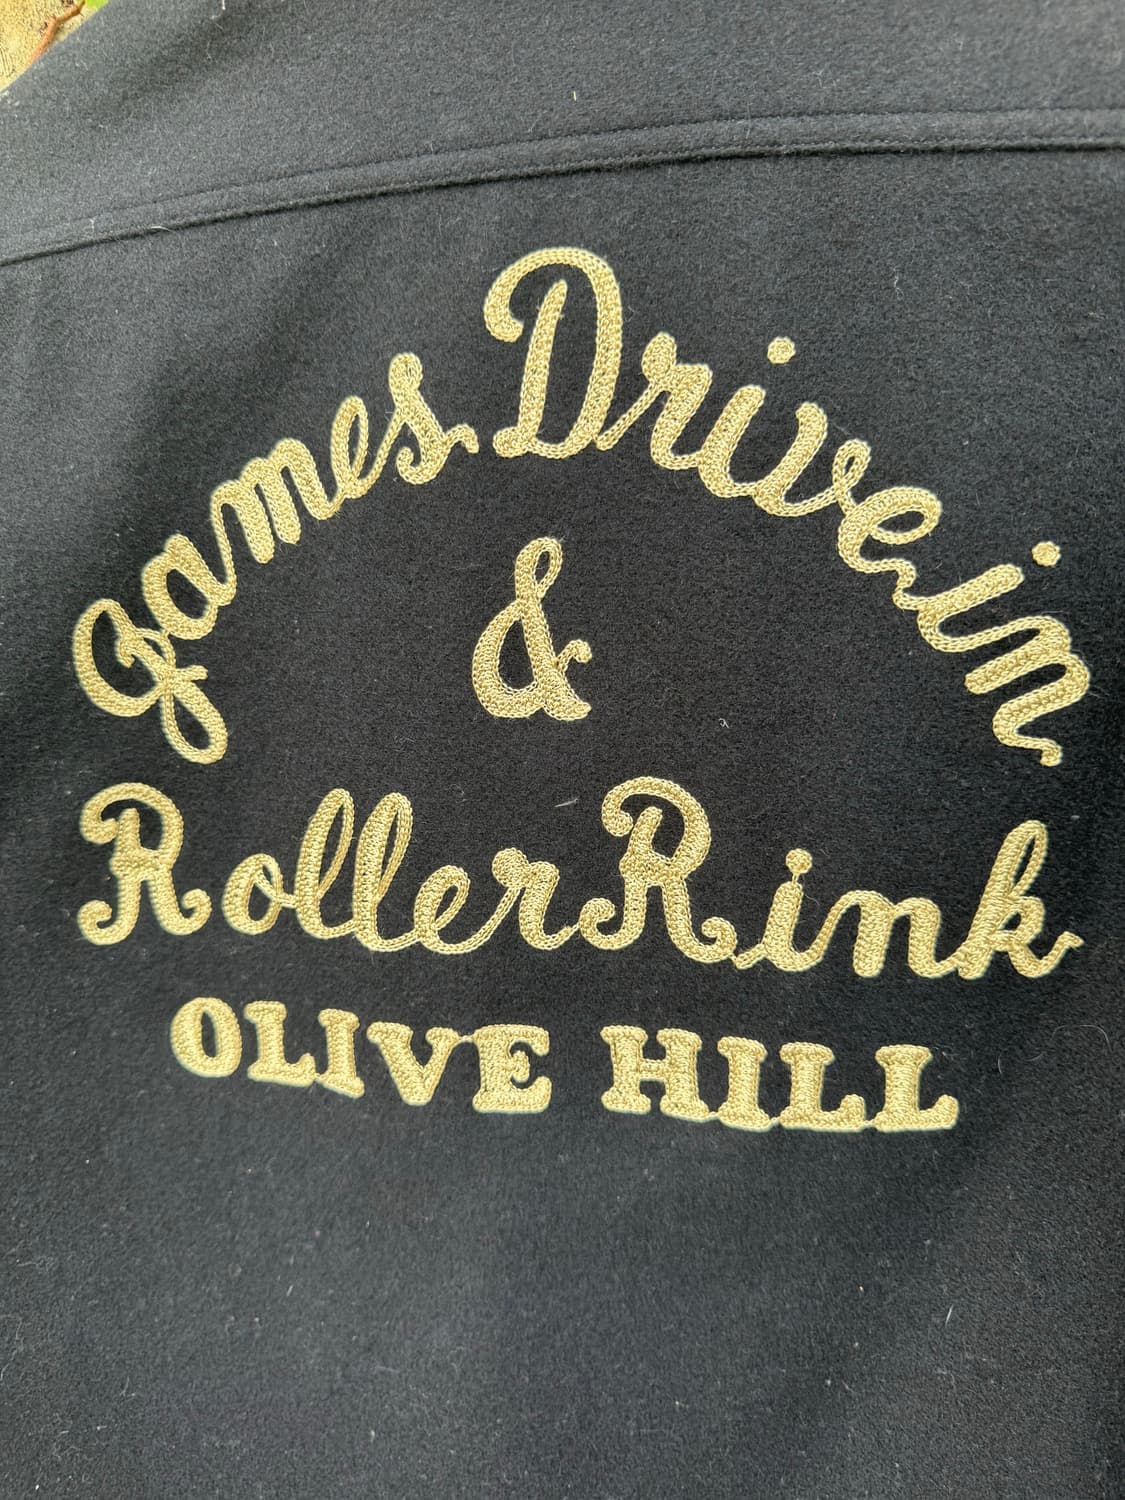 games Drive in
&
Roller Rink
OLIVE HILL